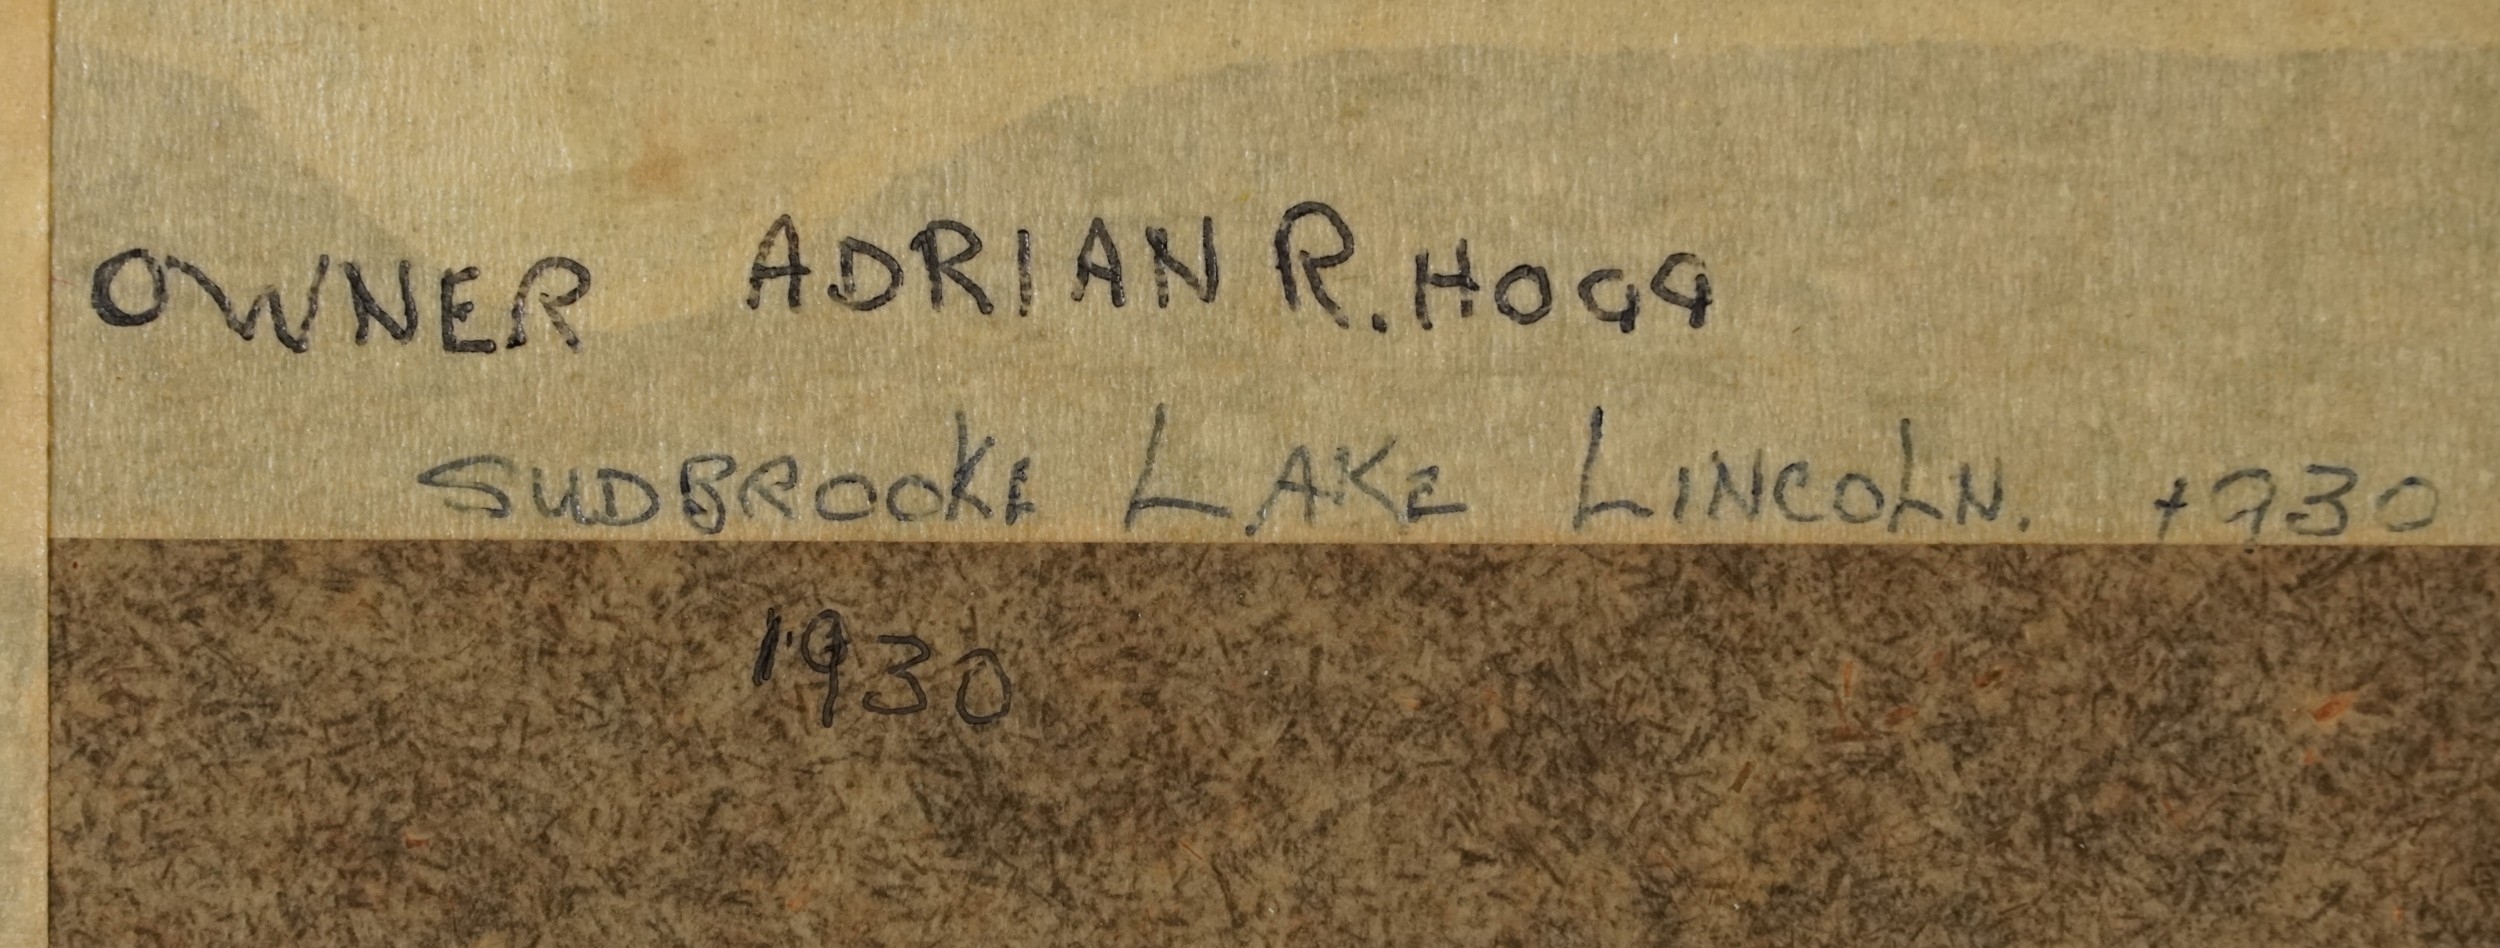 OWNER ADRIAN R. HOGG
SUDBROOKE LAKE LINCOLN. 1930
1930